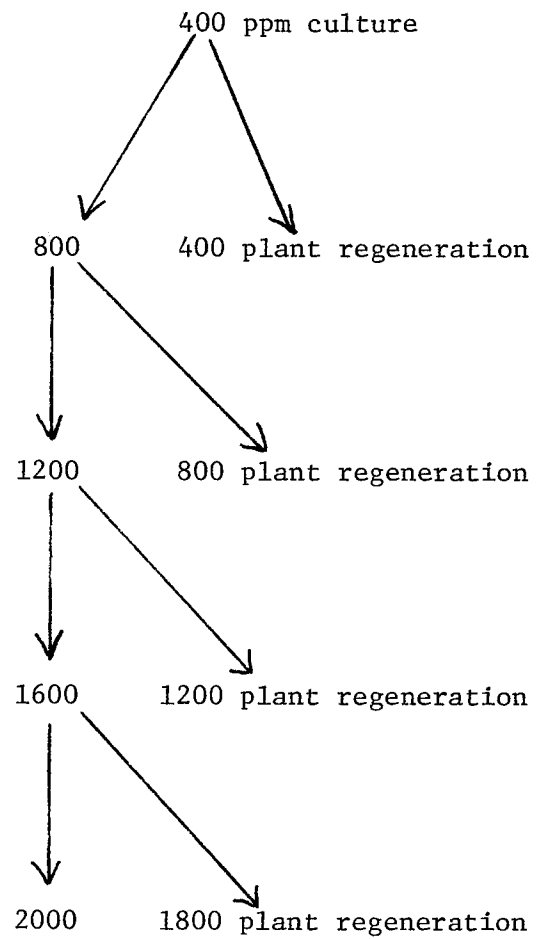 400 ppm culture
800 400 plant regeneration
1200 800 plant regeneration
1600 1200 plant regeneration
2000 1800 plant regeneration